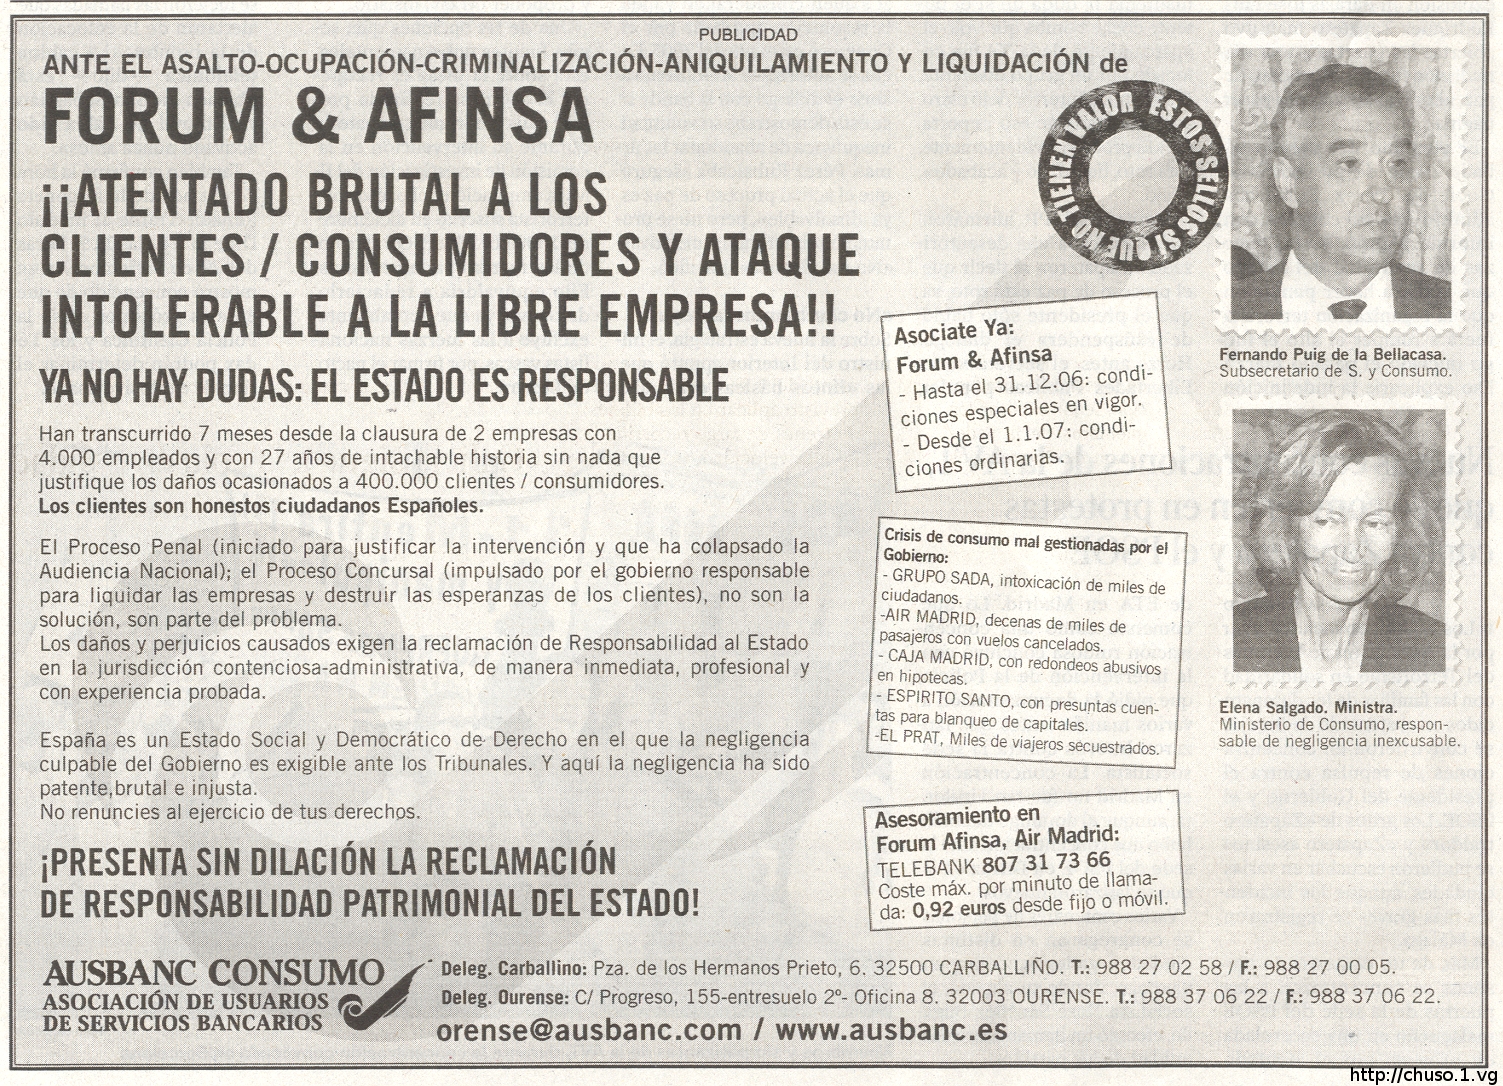 PUBLICIDAD
ANTE EL ASALTO-OCUPACIÓN-CRIMINALIZACIÓN-ANIQUILAMIENTO Y LIQUIDACIÓN de
FORUM & AFINSA
¡¡ATENTADO BRUTAL A LOS
CLIENTES / CONSUMIDORES Y ATAQUE
INTOLERABLE A LA LIBRE EMPRESA!!
YA NO HAY DUDAS: EL ESTADO ES RESPONSABLE
Han transcurrido 7 meses desde la clausura de 2 empresas con
4.000 empleados y con 27 años de intachable historia sin nada que
justifique los daños ocasionados a 400.000 clientes / consumidores.
Los clientes son honestos ciudadanos Españoles.
El Proceso Penal (iniciado para justificar la intervención y que ha colapsado la
Audiencia Nacional); el Proceso Concursal (impulsado por el gobierno responsable
para liquidar las empresas y destruir las esperanzas de los clientes), no son la
solución, son parte del problema.
Los daños y perjuicios causados exigen la reclamación de Responsabilidad al Estado
en la jurisdicción contenciosa-administrativa, de manera inmediata, profesional y
con experiencia probada.
España es un Estado Social y Democrático de Derecho en el que la negligencia
culpable del Gobierno es exigible ante los Tribunales. Y aquí la negligencia ha sido
patente,brutal e injusta.
No renuncies al ejercicio de tus derechos.
¡PRESENTA SIN DILACIÓN LA RECLAMACIÓN
DE RESPONSABILIDAD PATRIMONIAL DEL ESTADO!
ESTOS SELLOS SI QUE NO TIENEN VALOR
Asociate Ya:
Forum & Afinsa
- Hasta el 31.12.06: condi-
ciones especiales en vigor.
- Desde el 1.1.07: condi-
ciones ordinarias.
Crisis de consumo mal gestionadas por el
Gobierno:
- GRUPO SADA, intoxicación de miles de
ciudadanos.
-AIR MADRID, decenas de miles de
pasajeros con vuelos cancelados.
- CAJA MADRID, con redondeos abusivos
en hipotecas.
- ESPIRITO SANTO, con presuntas cuen-
tas para blanqueo de capitales.
-EL PRAT, Miles de viajeros secuestrados.
Asesoramiento en
Forum Afinsa, Air Madrid:
TELEBANK 807 31 73 66
Coste máx. por minuto de llama-
da: 0,92 euros desde fijo o móvil.
Fernando Puig de la Bellacasa.
Subsecretario de S. y Consumo.
Elena Salgado. Ministra.
Ministerio de Consumo, respon-
sable de negligencia inexcusable.
AUSBANC CONSUMO
ASOCIACIÓN DE USUARIOS
DE SERVICIOS BANCARIOS
Deleg. Carballino: Pza. de los Hermanos Prieto, 6. 32500 CARBALLIÑO. T.: 988 27 02 58 / F.: 988 27 00 05.
Deleg. Ourense: C/ Progreso, 155-entresuelo 2º- Oficina 8. 32003 OURENSE. T.: 988 37 06 22 / F.: 988 37 06 22.
orense@ausbanc.com / www.ausbanc.es
http://chuso.1.vg